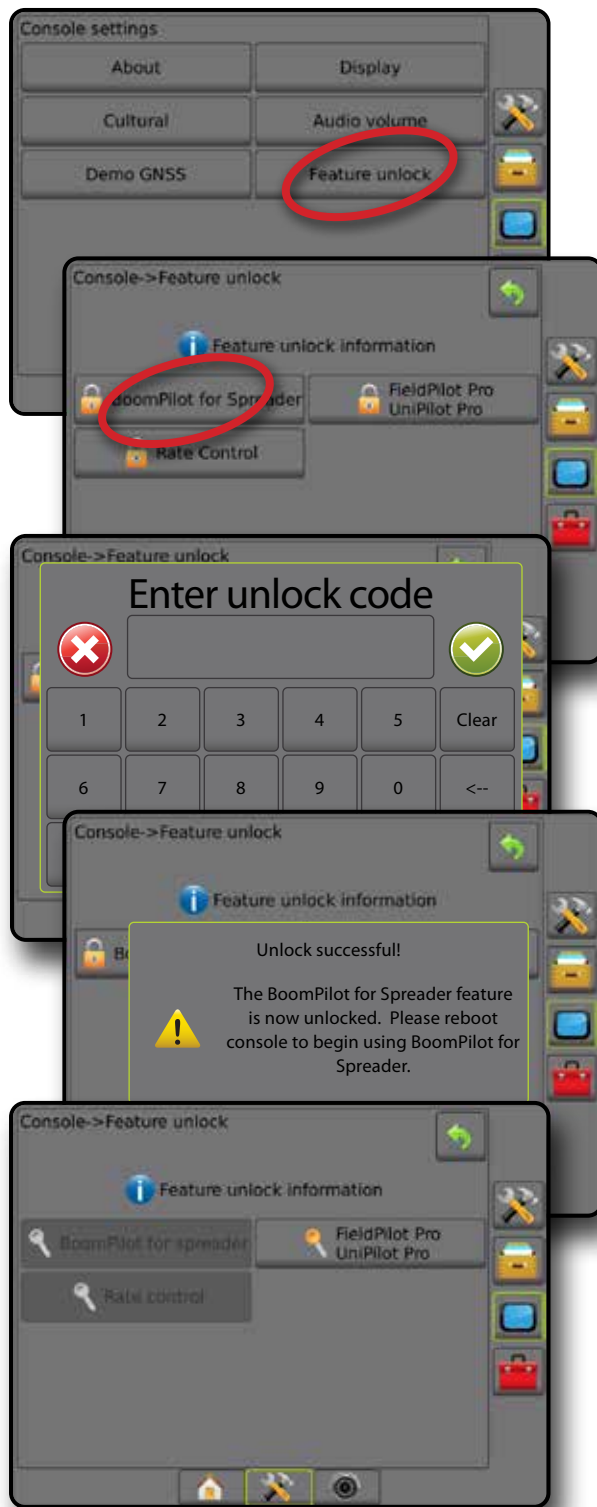 Console settings
About
Display
Cultural
Audio volume
Demo GNSS
Feature unlock
Console->Feature unlock
Feature unlock information
BoomPilot for Spreader
FieldPilot Pro
UniPilot Pro
Rate Control
Console->Feature unlock
Enter unlock code
1 2 3 4 5 Clear
6 7 8 9 0 <--
Console->Feature unlock
Feature unlock information
Unlock successful!
The BoomPilot for Spreader feature
is now unlocked. Please reboot
console to begin using BoomPilot for
Spreader.
Console->Feature unlock
Feature unlock information
BoomPilot for spreader
FieldPilot Pro
UniPilot Pro
Rate control